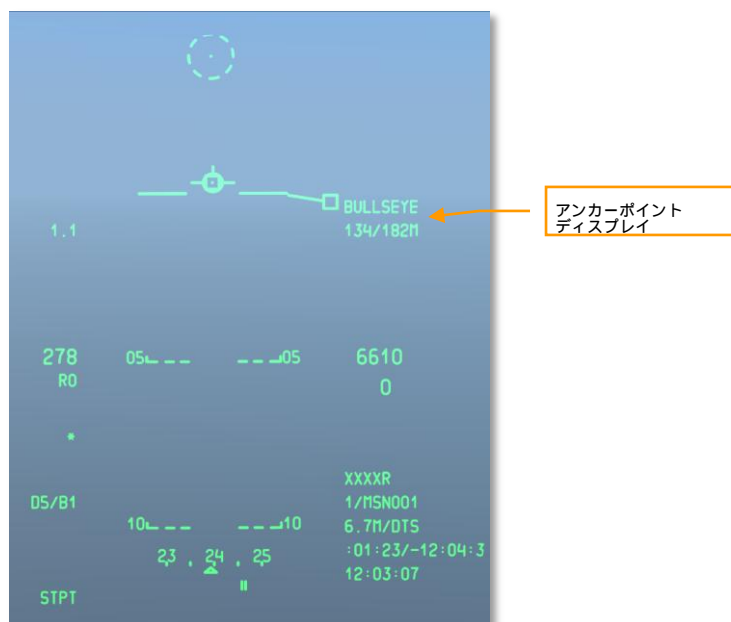 BULLSEYE
134/182M
1.1
アンカーポイント
ディスプレイ
278
05
05
6610
R0
0
*
XXXXR
D5/B1
1/MSN001
10
10
6.7M/DTS
23 . 24 . 25
:01:23/-12:04:3
12:03:07
STPT